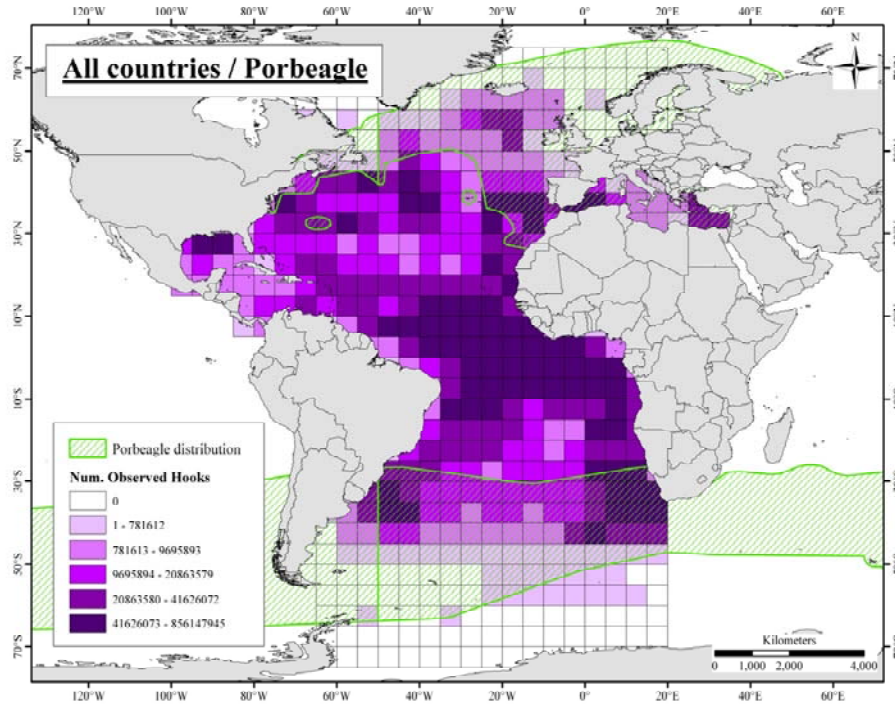 120°W 100°W 80°W 60°W 40°W 20°W 0° 20°E 40°E 60°E
All countries / Porbeagle
N
70°N
50°N
30°N
10°N
10°S
30°S
50°S
70°S
Porbeagle distribution
Num. Observed Hooks
0
1 - 781612
781613 - 9695893
9695894 - 20863579
20863580 - 41626072
41626073 - 856147945
Kilometers
0 1,000 2,000 4,000
120°W 100°W 80°W 60°W 40°W 20°W 0° 20°E 40°E 60°E